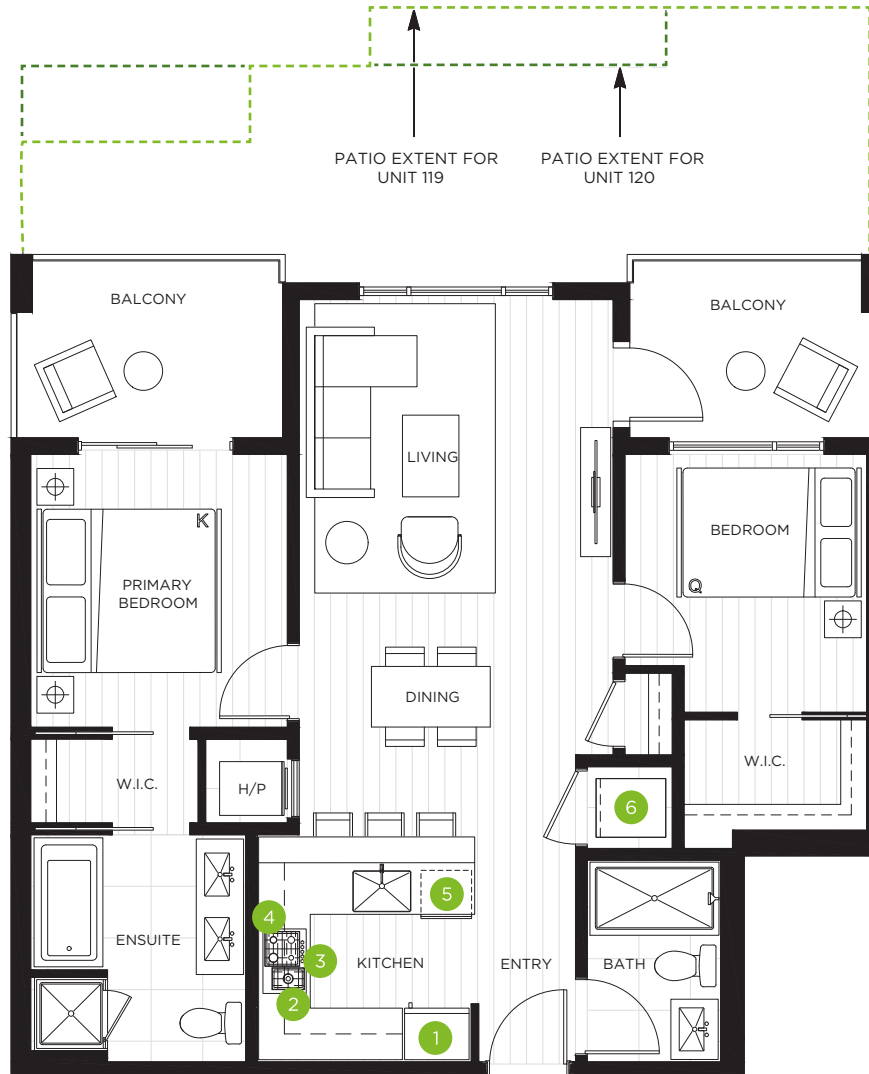 PATIO EXTENT FOR
UNIT 119
PATIO EXTENT FOR
UNIT 120
BALCONY
BALCONY
LIVING
K
BEDROOM
PRIMARY
BEDROOM
Q
DINING
W.I.C.
H/P
W.I.C.
6
5
4
ENSUITE
3
KITCHEN
ENTRY
BATH
2
1